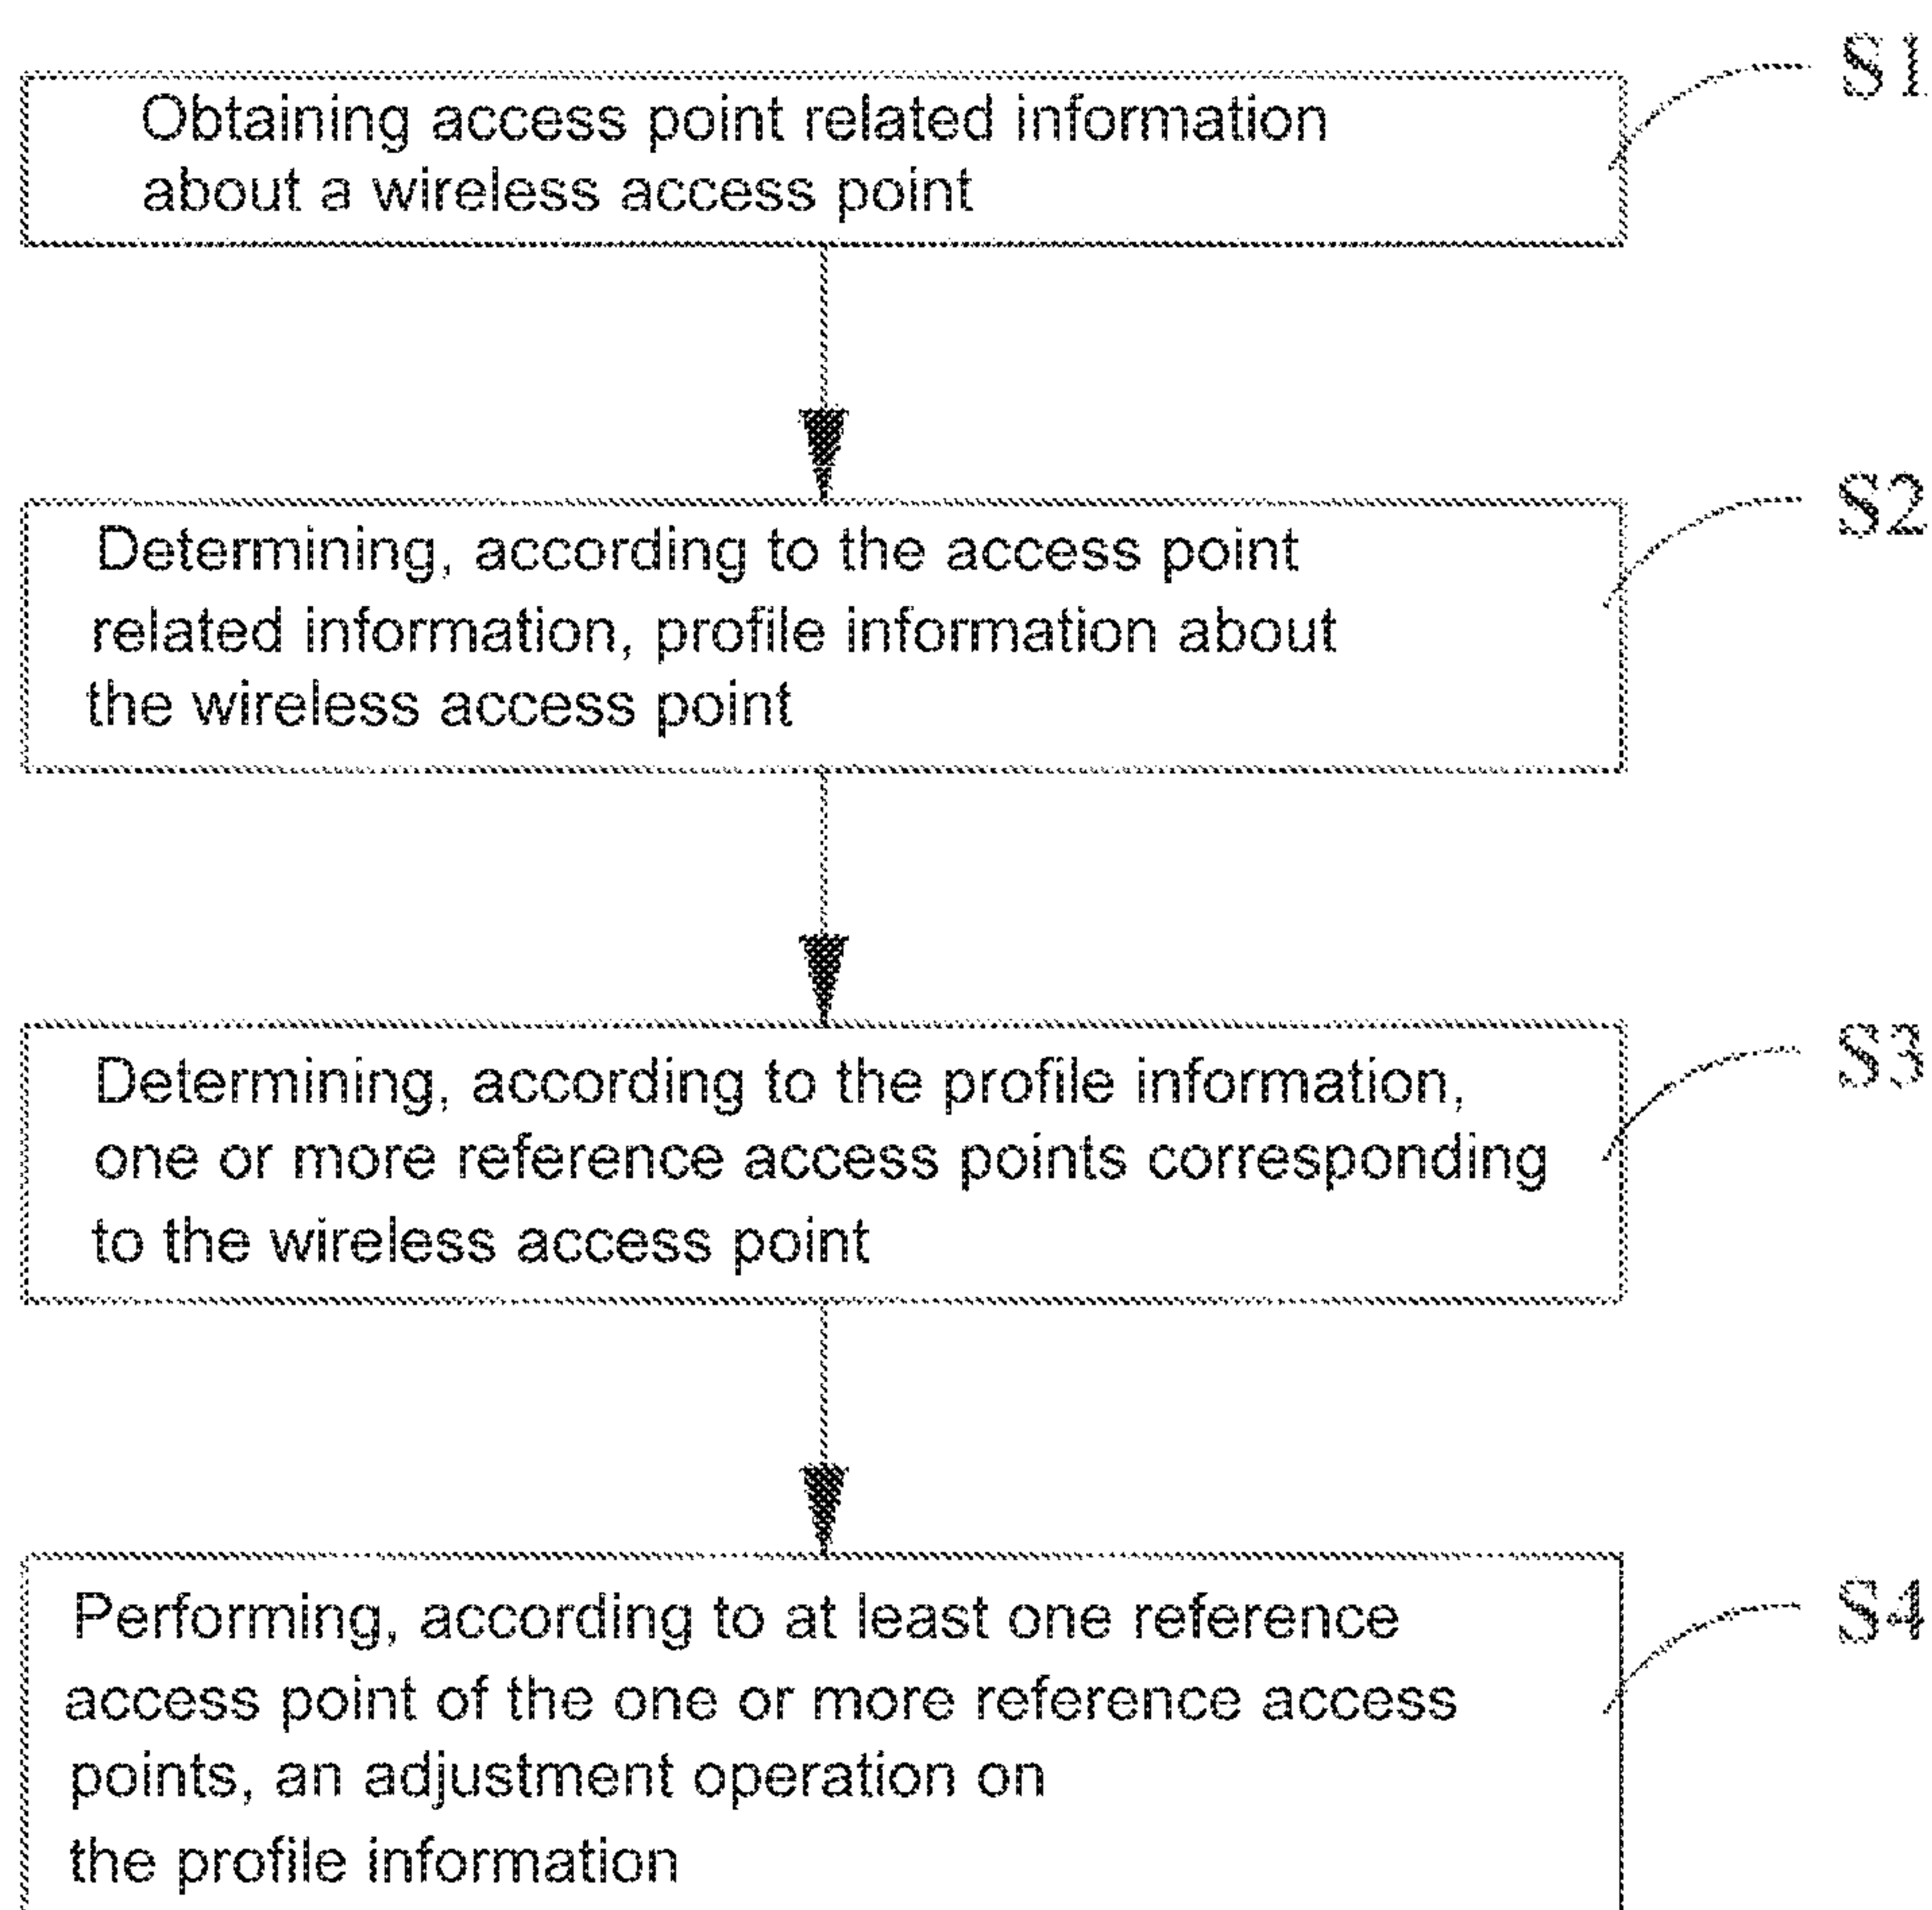 S1
Obtaining access point related information
about a wireless access point
S2
Determining, according to the access point
related information, profile information about
the wireless access point
S3
Determining, according to the profile information,
one or more reference access points corresponding
to the wireless access point
S4
Performing, according to at least one reference
access point of the one or more reference access
points, an adjustment operation on
the profile information